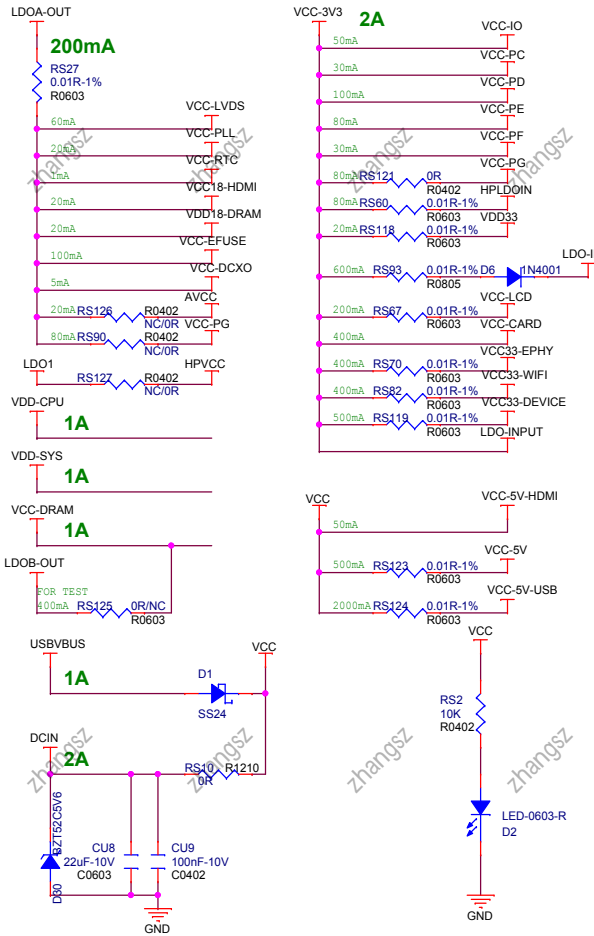 LDOA-OUT
200mA
RS27
0.01R-1%
R0603
VCC-LVDS
60mA
VCC-PLL
20mA
VCC-RTC
1mA
VCC18-HDMI
20mA
VDD18-DRAM
20mA
VCC-EFUSE
100mA
VCC-DCXO
5mA
AVCC
20mA RS126 R0402
NC/0R
VCC-PG
80mA RS90 R0402
NC/0R
LDO1
HPVCC
RS127 R0402
NC/0R
VDD-CPU
1A
VDD-SYS
1A
VCC-DRAM
1A
LDOB-OUT
FOR TEST
400mA RS125 0R/NC
R0603
USBVBUS
1A
VCC
D1
SS24
DCIN
2A
RS10 R1210
0R
BZT52C5V6
D30
CU8
22uF-10V
C0603
CU9
100nF-10V
C0402
GND
VCC-3V3
2A
VCC-IO
50mA
VCC-PC
30mA
VCC-PD
100mA
VCC-PE
80mA
VCC-PF
30mA
VCC-PG
80mA RS121 0R
R0402
HPLDOIN
80mA RS60 0.01R-1%
R0603
VDD33
20mA RS118 0.01R-1%
R0603
LDO-I
600mA RS93 0.01R-1% D6 1N4001
R0805
VCC-LCD
200mA RS67 0.01R-1%
R0603
VCC-CARD
400mA
VCC33-EPHY
400mA RS70 0.01R-1%
R0603
VCC33-WIFI
400mA RS82 0.01R-1%
R0603
VCC33-DEVICE
500mA RS119 0.01R-1%
R0603
LDO-INPUT
VCC
VCC-5V-HDMI
50mA
VCC-5V
500mA RS123 0.01R-1%
R0603
VCC-5V-USB
2000mA RS124 0.01R-1%
R0603
VCC
RS2
10K
R0402
LED-0603-R
D2
GND
zhangsz
zhangsz
zhangsz
zhangsz
zhangsz
zhangsz
zhangsz
zhangsz